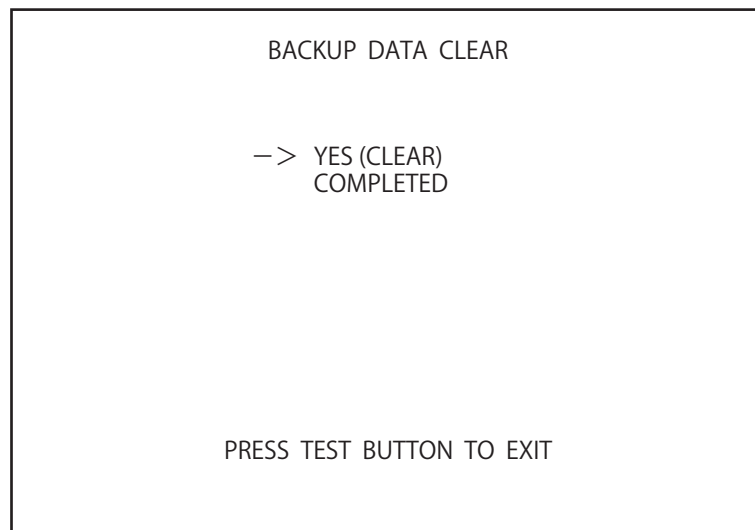 BACKUP DATA CLEAR
－＞ YES (CLEAR)
COMPLETED
PRESS TEST BUTTON TO EXIT